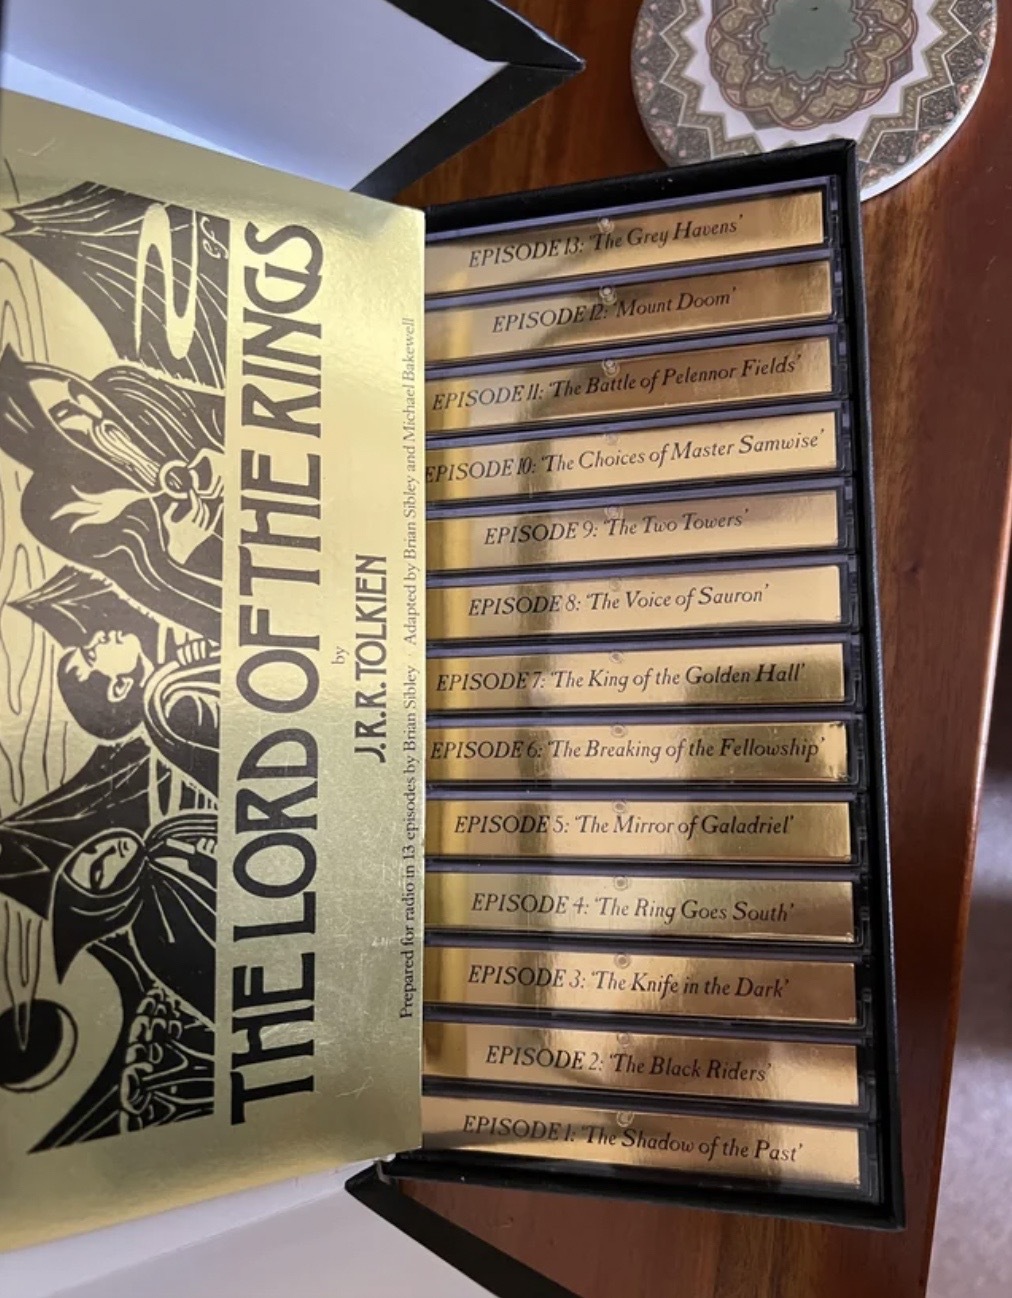 THE LORD OF THE RINGS
by
J.R.R. TOLKIEN
Prepared for radio in 13 episodes by Brian Sibley Adapted by Brian Sibley and Michael Bakewell
EPISODE 13: 'The Grey Havens'
EPISODE 12: 'Mount Doom'
EPISODE 11: 'The Battle of Pelennor Fields'
EPISODE 10: 'The Choices of Master Samwise'
EPISODE 9: 'The Two Towers'
EPISODE 8: 'The Voice of Sauron'
EPISODE 7: 'The King of the Golden Hall'
EPISODE 6: 'The Breaking of the Fellowship'
EPISODE 5: 'The Mirror of Galadriel'
EPISODE 4: 'The Ring Goes South'
EPISODE 3: 'The Knife in the Dark'
EPISODE 2: 'The Black Riders'
EPISODE 1: 'The Shadow of the Past'